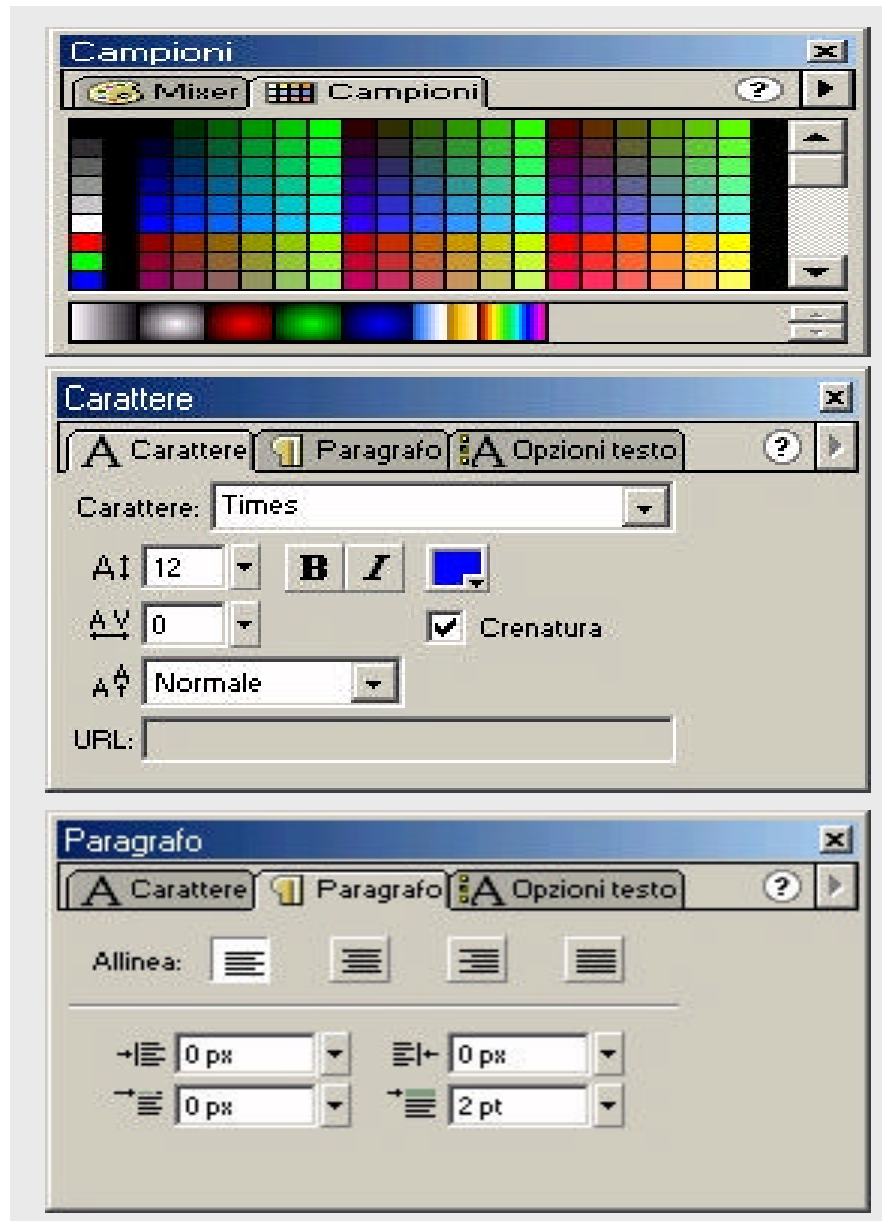 Campioni
Mixer Campioni ?
Carattere
A Carattere Paragrafo A Opzioni testo ?
Carattere: Times
A 12 B I
A V 0 Crenatura
A A Normale
URL:
Paragrafo
A Carattere Paragrafo A Opzioni testo ?
Allinea:
0 px 0 px
0 px 2 pt